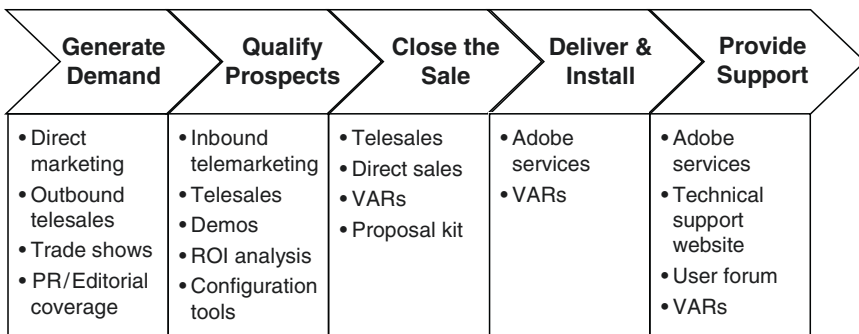 Generate
Demand
Qualify
Prospects
Close the
Sale
Deliver &
Install
Provide
Support
• Direct
marketing
• Outbound
telesales
• Trade shows
• PR/Editorial
coverage
• Inbound
telemarketing
• Telesales
• Demos
• ROI analysis
• Configuration
tools
• Telesales
• Direct sales
• VARs
• Proposal kit
• Adobe
services
• VARs
• Adobe
services
• Technical
support
website
• User forum
• VARs